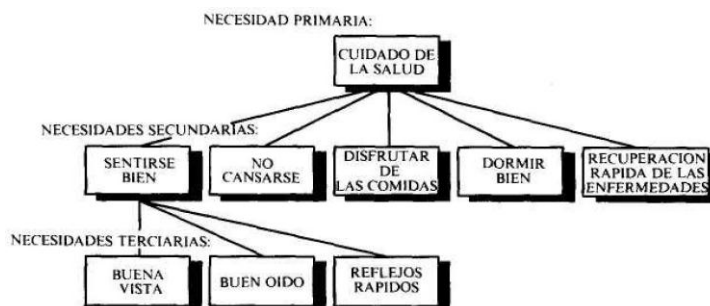 NECESIDAD PRIMARIA:
CUIDADO DE
LA SALUD
NECESIDADES SECUNDARIAS:
SENTIRSE
BIEN
NO
CANSARSE
DISFRUTAR
DE
LAS COMIDAS
DORMIR
BIEN
RECUPERACION
RAPIDA DE LAS
ENFERMEDADES
NECESIDADES TERCIARIAS:
BUENA
VISTA
BUEN OIDO
REFLEJOS
RAPIDOS